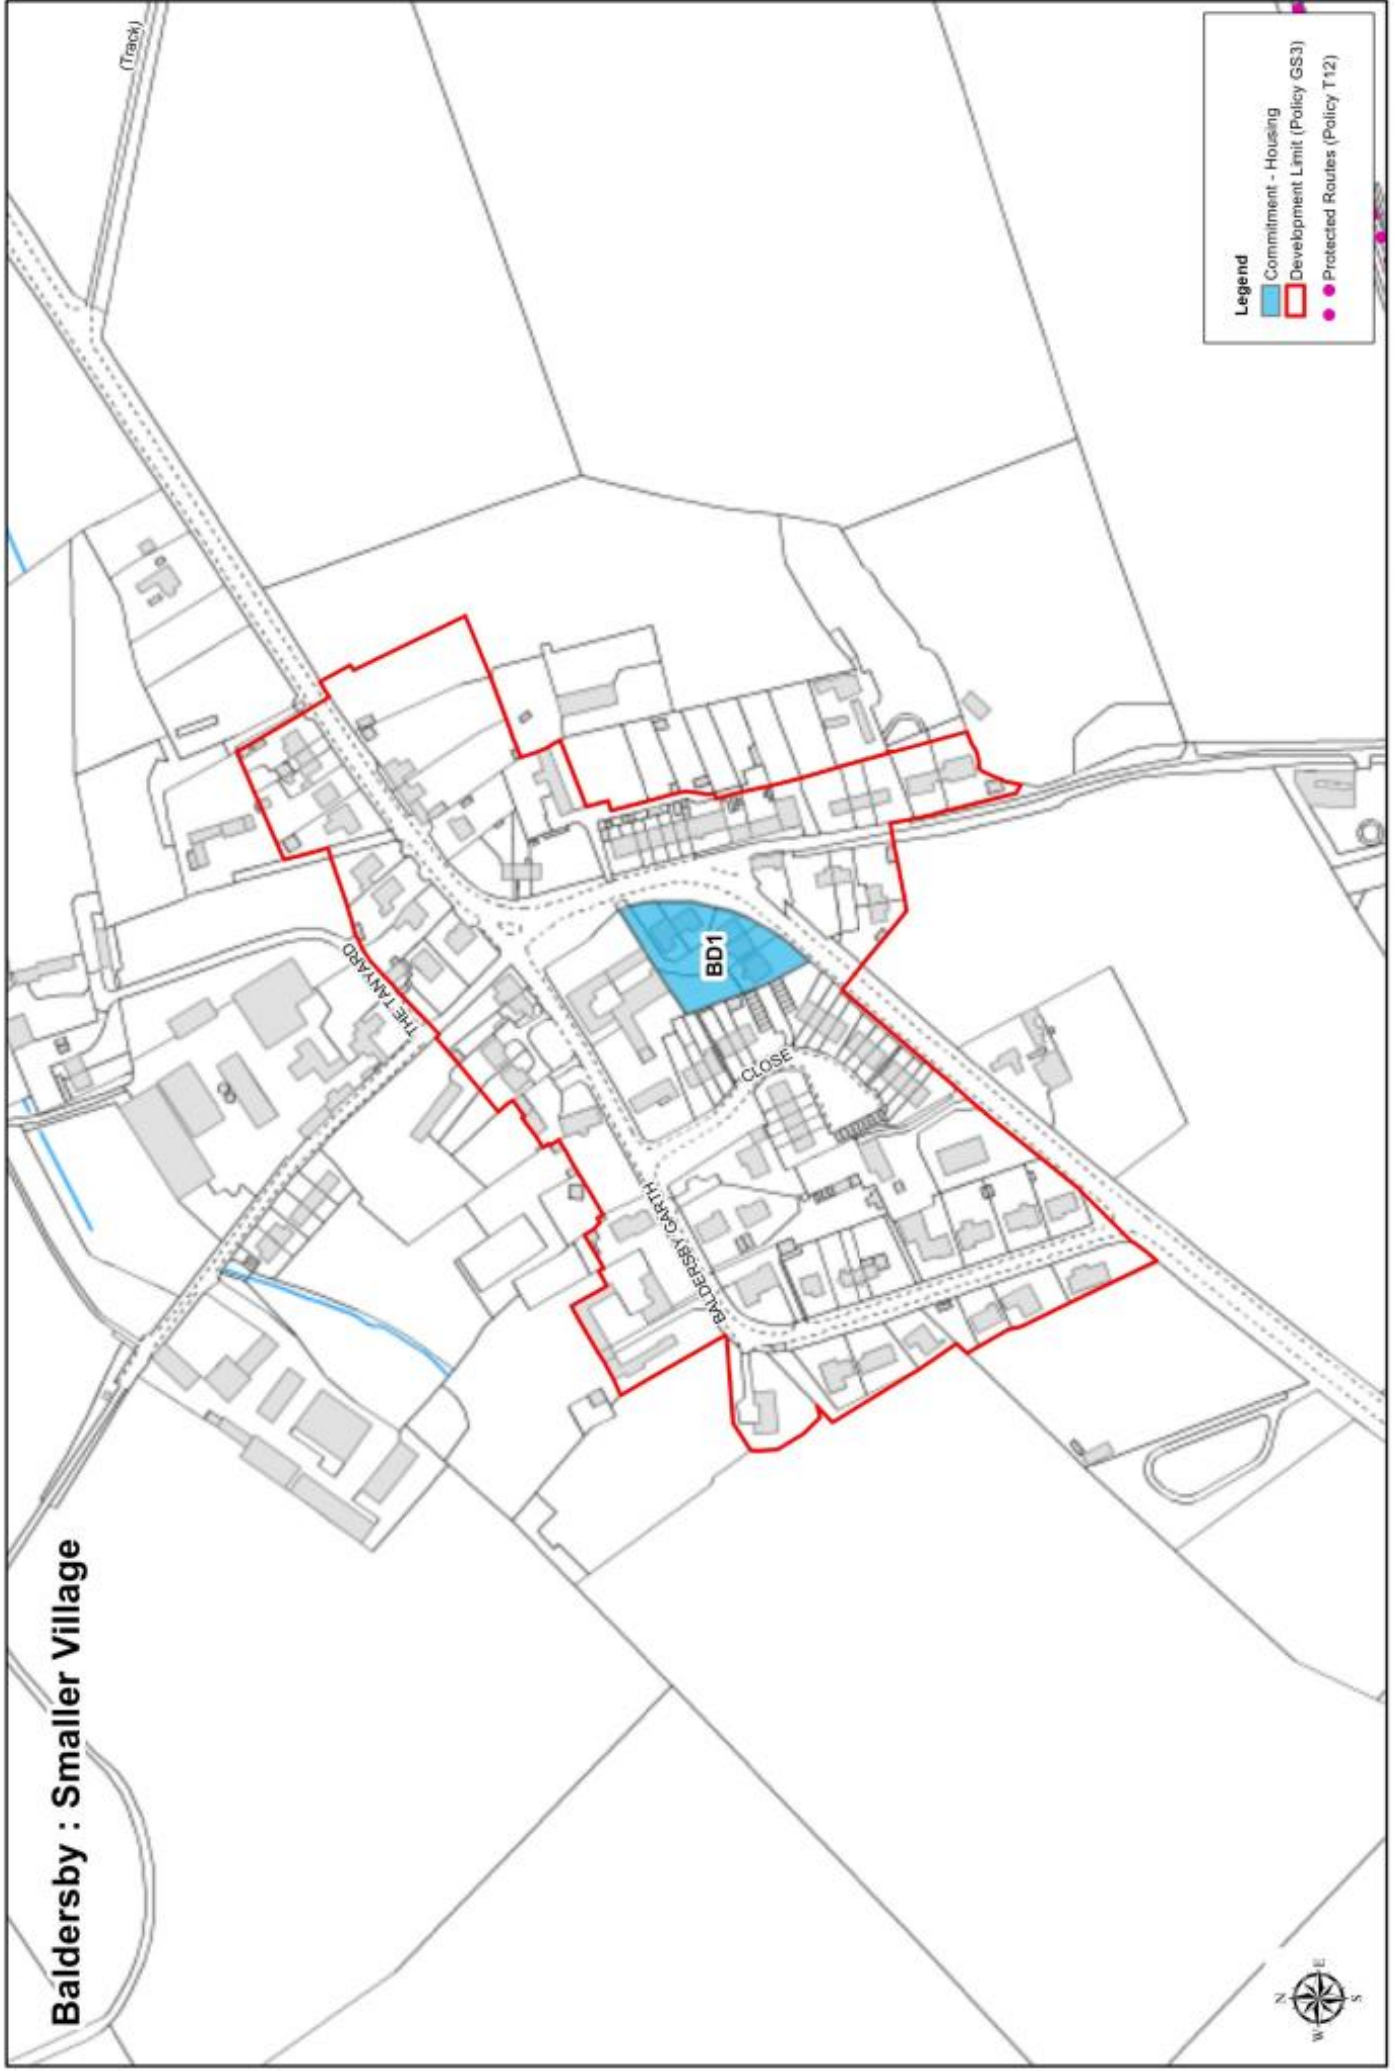 Baldersby : Smaller Village
(Track)
THE TANYARD
BALDERSBY GARTH
CLOSE
BD1
Legend
Commitment - Housing
Development Limit (Policy GS3)
Protected Routes (Policy T12)
N
W
E
S